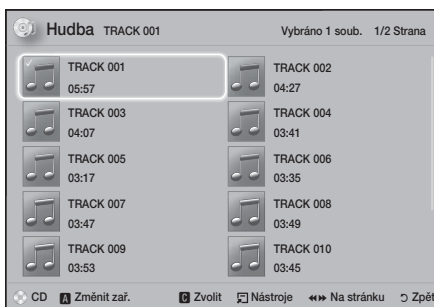 Hudba TRACK 001 Vybráno 1 soub. 1/2 Strana
TRACK 001 TRACK 002
05:57 04:27
TRACK 003 TRACK 004
04:07 03:41
TRACK 005 TRACK 006
03:17 03:35
TRACK 007 TRACK 008
03:47 03:49
TRACK 009 TRACK 010
03:53 03:45
CD A Změnit zař. C Zvolit Nástroje Na stránku Zpět